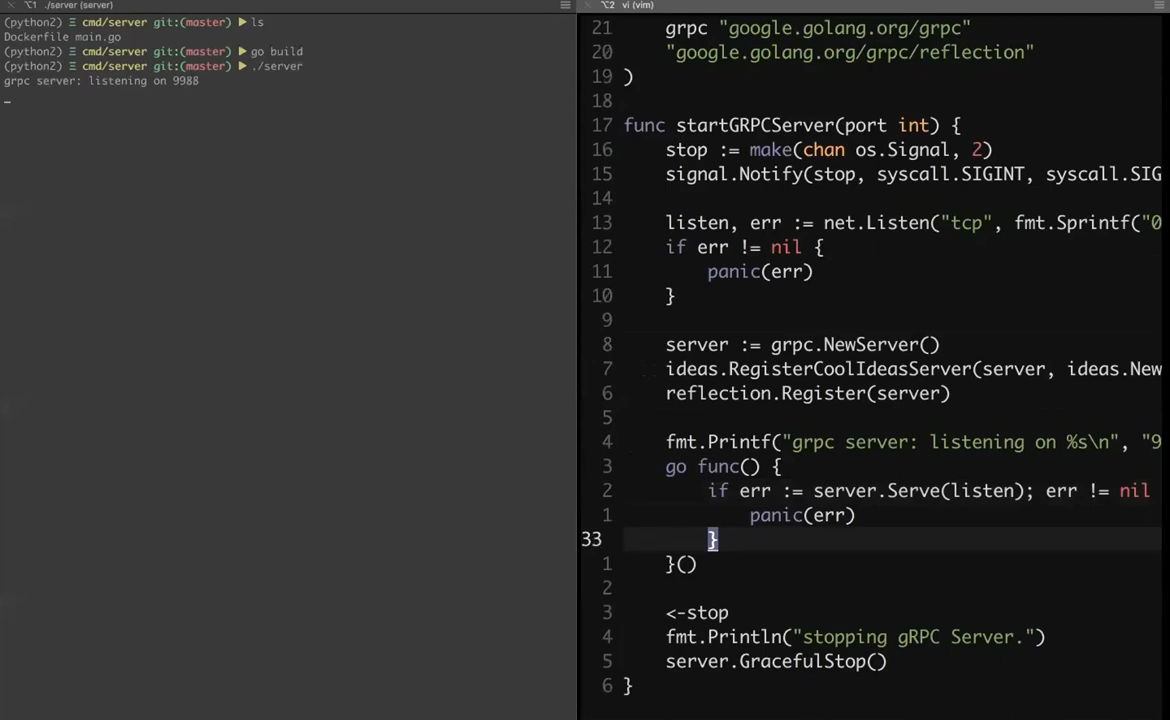 ⌥1 ./server (server)
(python2) Ξ cmd/server git:(master) ▶ ls
Dockerfile main.go
(python2) Ξ cmd/server git:(master) ▶ go build
(python2) Ξ cmd/server git:(master) ▶ ./server
grpc server: listening on 9988
⌥2 vi (vim)
21 grpc "google.golang.org/grpc"
20 "google.golang.org/grpc/reflection"
19 )
18
17 func startGRPCServer(port int) {
16 stop := make(chan os.Signal, 2)
15 signal.Notify(stop, syscall.SIGINT, syscall.SIG
14
13 listen, err := net.Listen("tcp", fmt.Sprintf("0
12 if err != nil {
11 panic(err)
10 }
9
8 server := grpc.NewServer()
7 ideas.RegisterCoolIdeasServer(server, ideas.New
6 reflection.Register(server)
5
4 fmt.Printf("grpc server: listening on %s\n", "9
3 go func() {
2 if err := server.Serve(listen); err != nil
1 panic(err)
33 }
1 }()
2
3 <-stop
4 fmt.Println("stopping gRPC Server.")
5 server.GracefulStop()
6 }